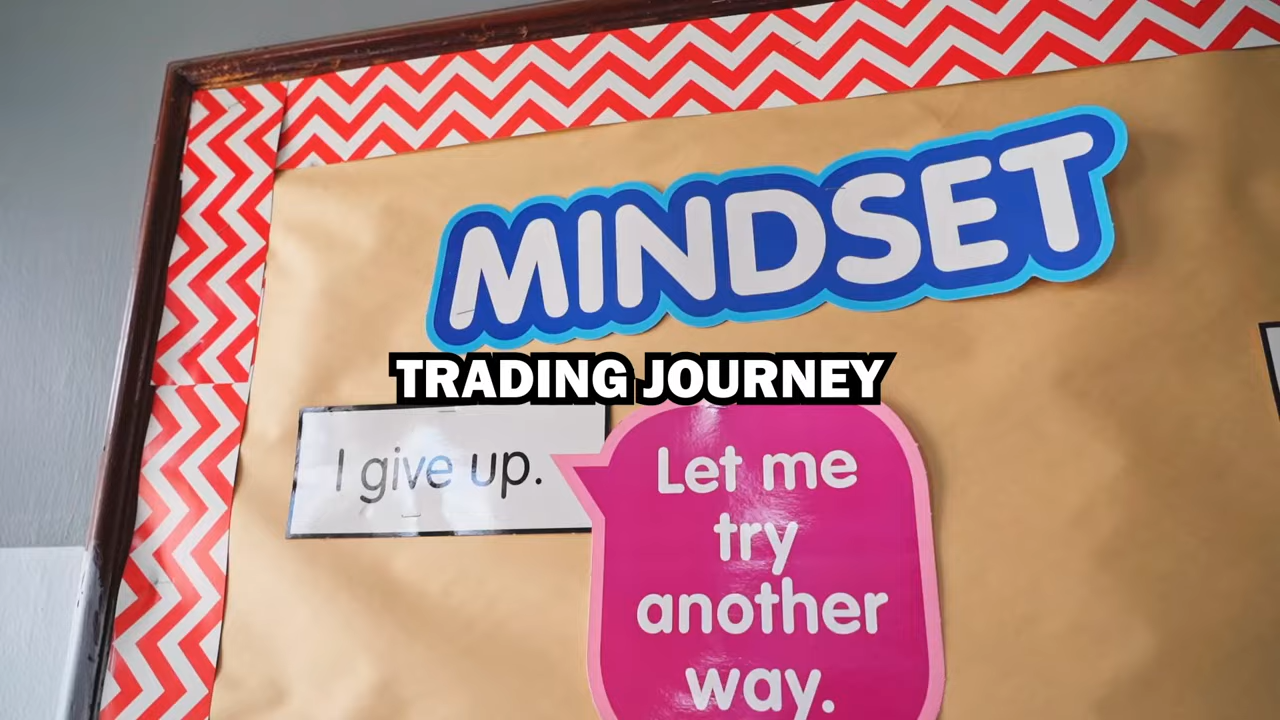 MINDSET
TRADING JOURNEY
I give up.
Let me
try
another
way.